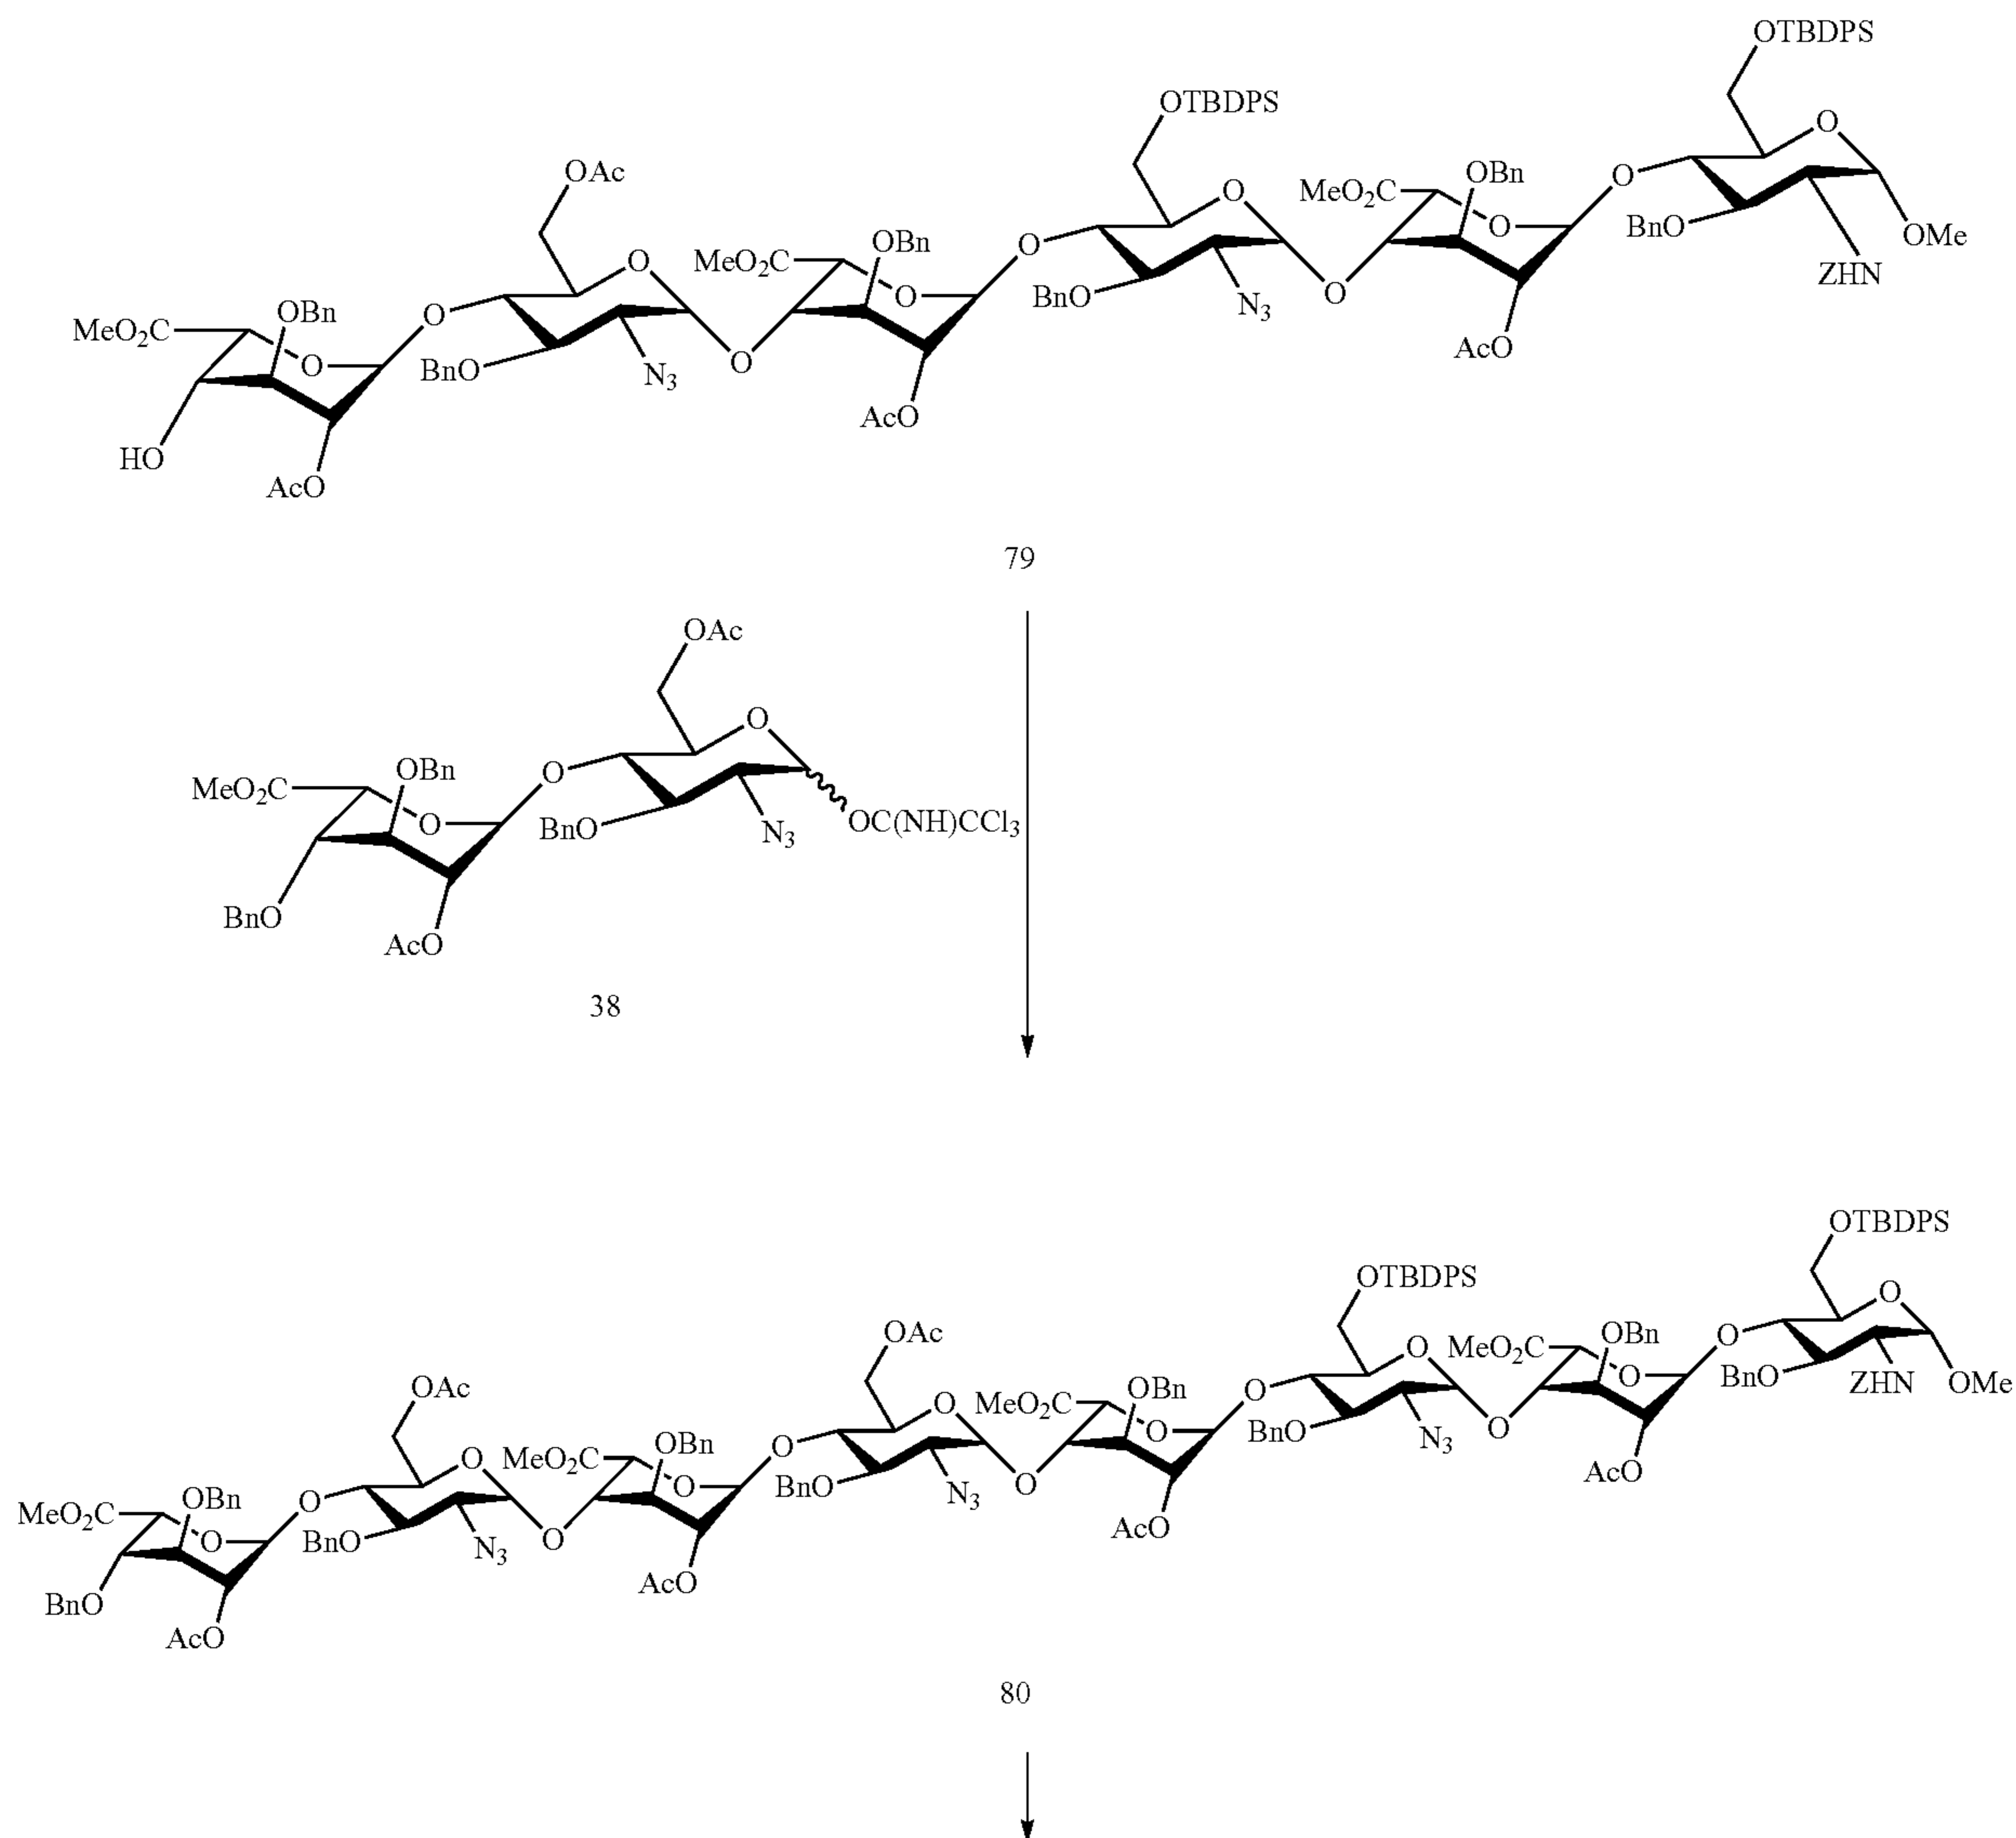 OTBDPS
OTBDPS
OAc
O
OBn
MeO₂C
O
O
O
OBn
MeO₂C
O
O
BnO
OMe
ZHN
O
OBn
MeO₂C
O
O
BnO
N₃
O
AcO
BnO
N₃
O
AcO
HO
AcO
79
OAc
O
OBn
O
MeO₂C
O
BnO
N₃
OC(NH)CCl₃
BnO
AcO
38
OTBDPS
OTBDPS
O
OAc
OBn
O
MeO₂C
O
O
BnO
ZHN
OMe
OAc
OBn
O
MeO₂C
O
O
BnO
N₃
O
AcO
O
OBn
O
MeO₂C
O
BnO
N₃
O
AcO
OBn
O
MeO₂C
O
BnO
N₃
O
AcO
BnO
AcO
80